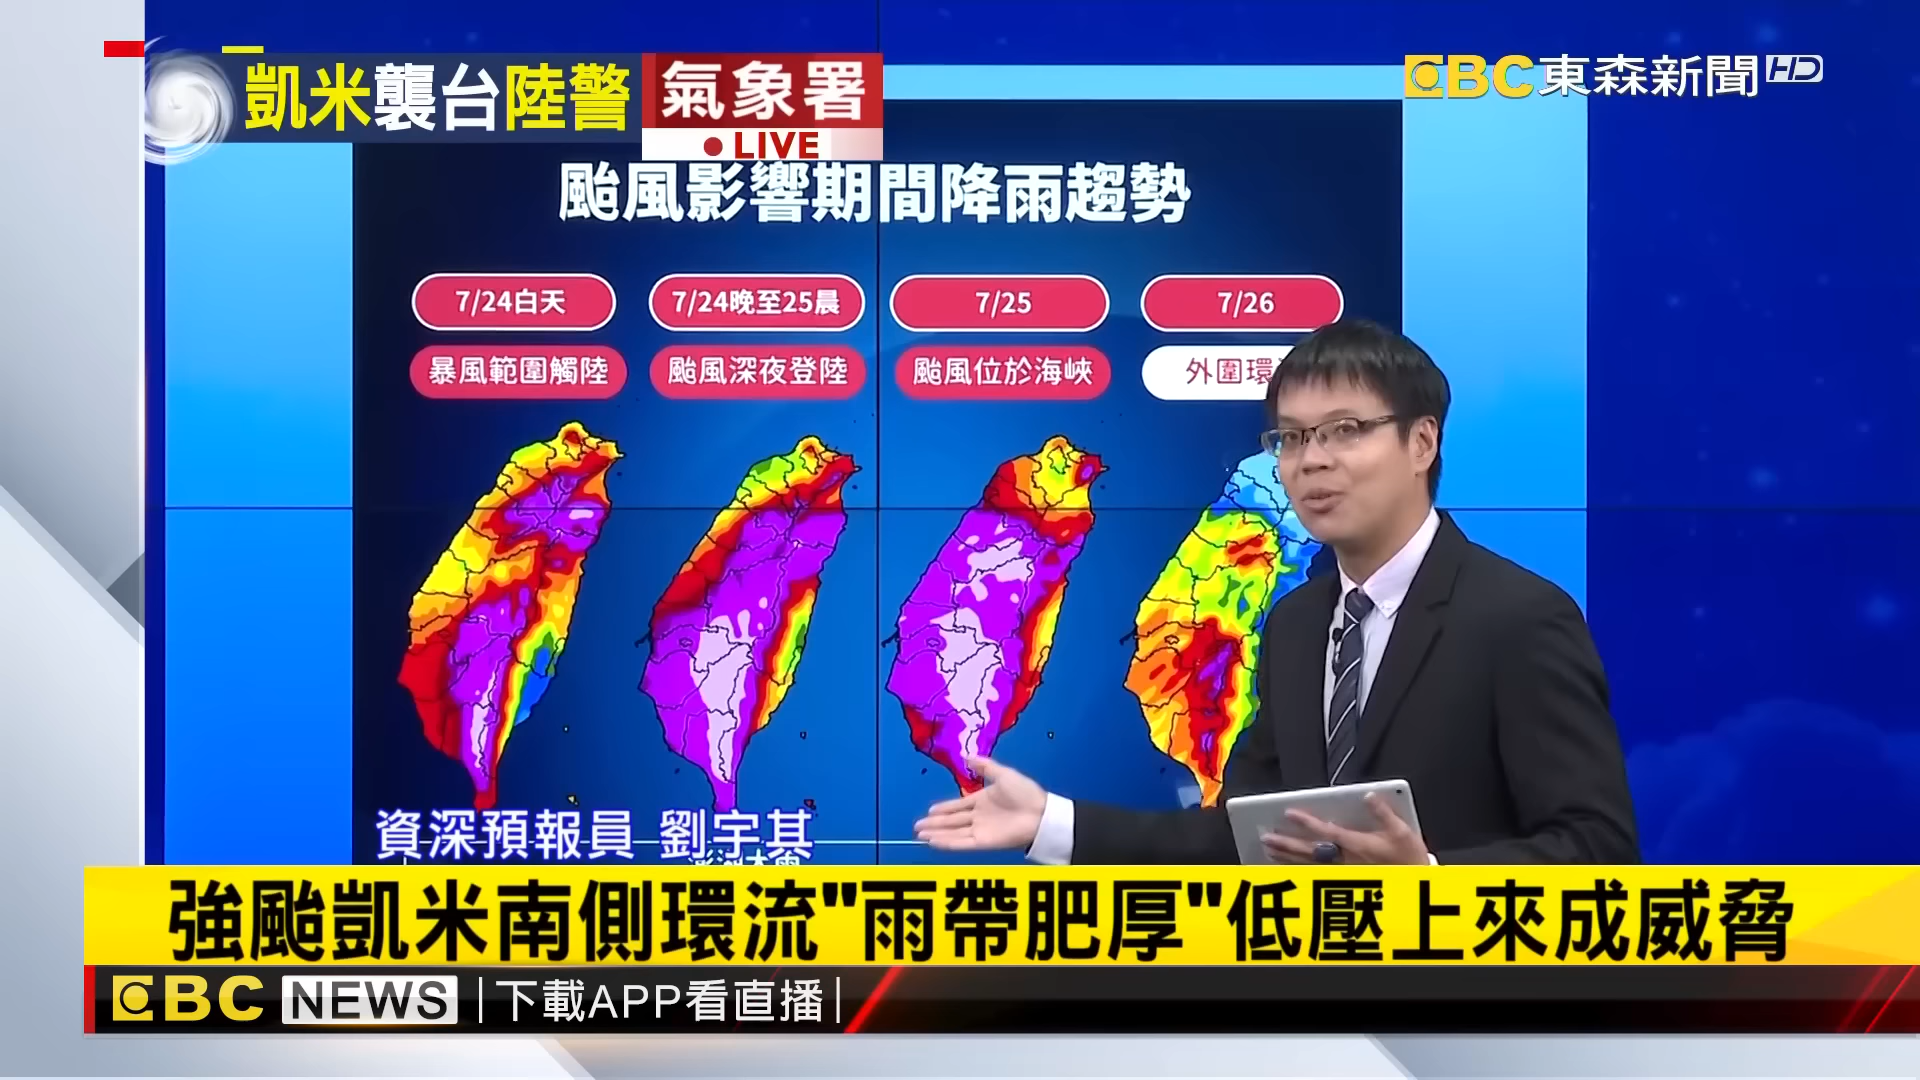 凱米襲台陸警
氣象署
LIVE
EBC東森新聞HD
颱風影響期間降雨趨勢
7/24白天
7/24晚至25晨
7/25
7/26
暴風範圍觸陸
颱風深夜登陸
颱風位於海峽
外圍環
資深預報員 劉宇其
強颱凱米南側環流"雨帶肥厚"低壓上來成威脅
EBC NEWS 下載APP看直播